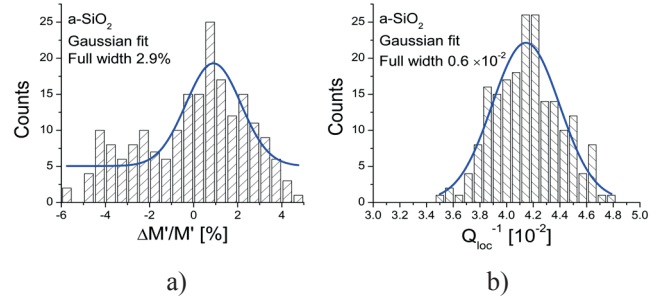 a-SiO₂
Gaussian fit
Full width 2.9%
Counts
25
20
15
10
5
0
-6 -4 -2 0 2 4
ΔM'/M' [%]
a)
a-SiO₂
Gaussian fit
Full width 0.6 ×10⁻²
Counts
25
20
15
10
5
0
3.0 3.2 3.4 3.6 3.8 4.0 4.2 4.4 4.6 4.8 5.0
Q_loc⁻¹ [10⁻²]
b)